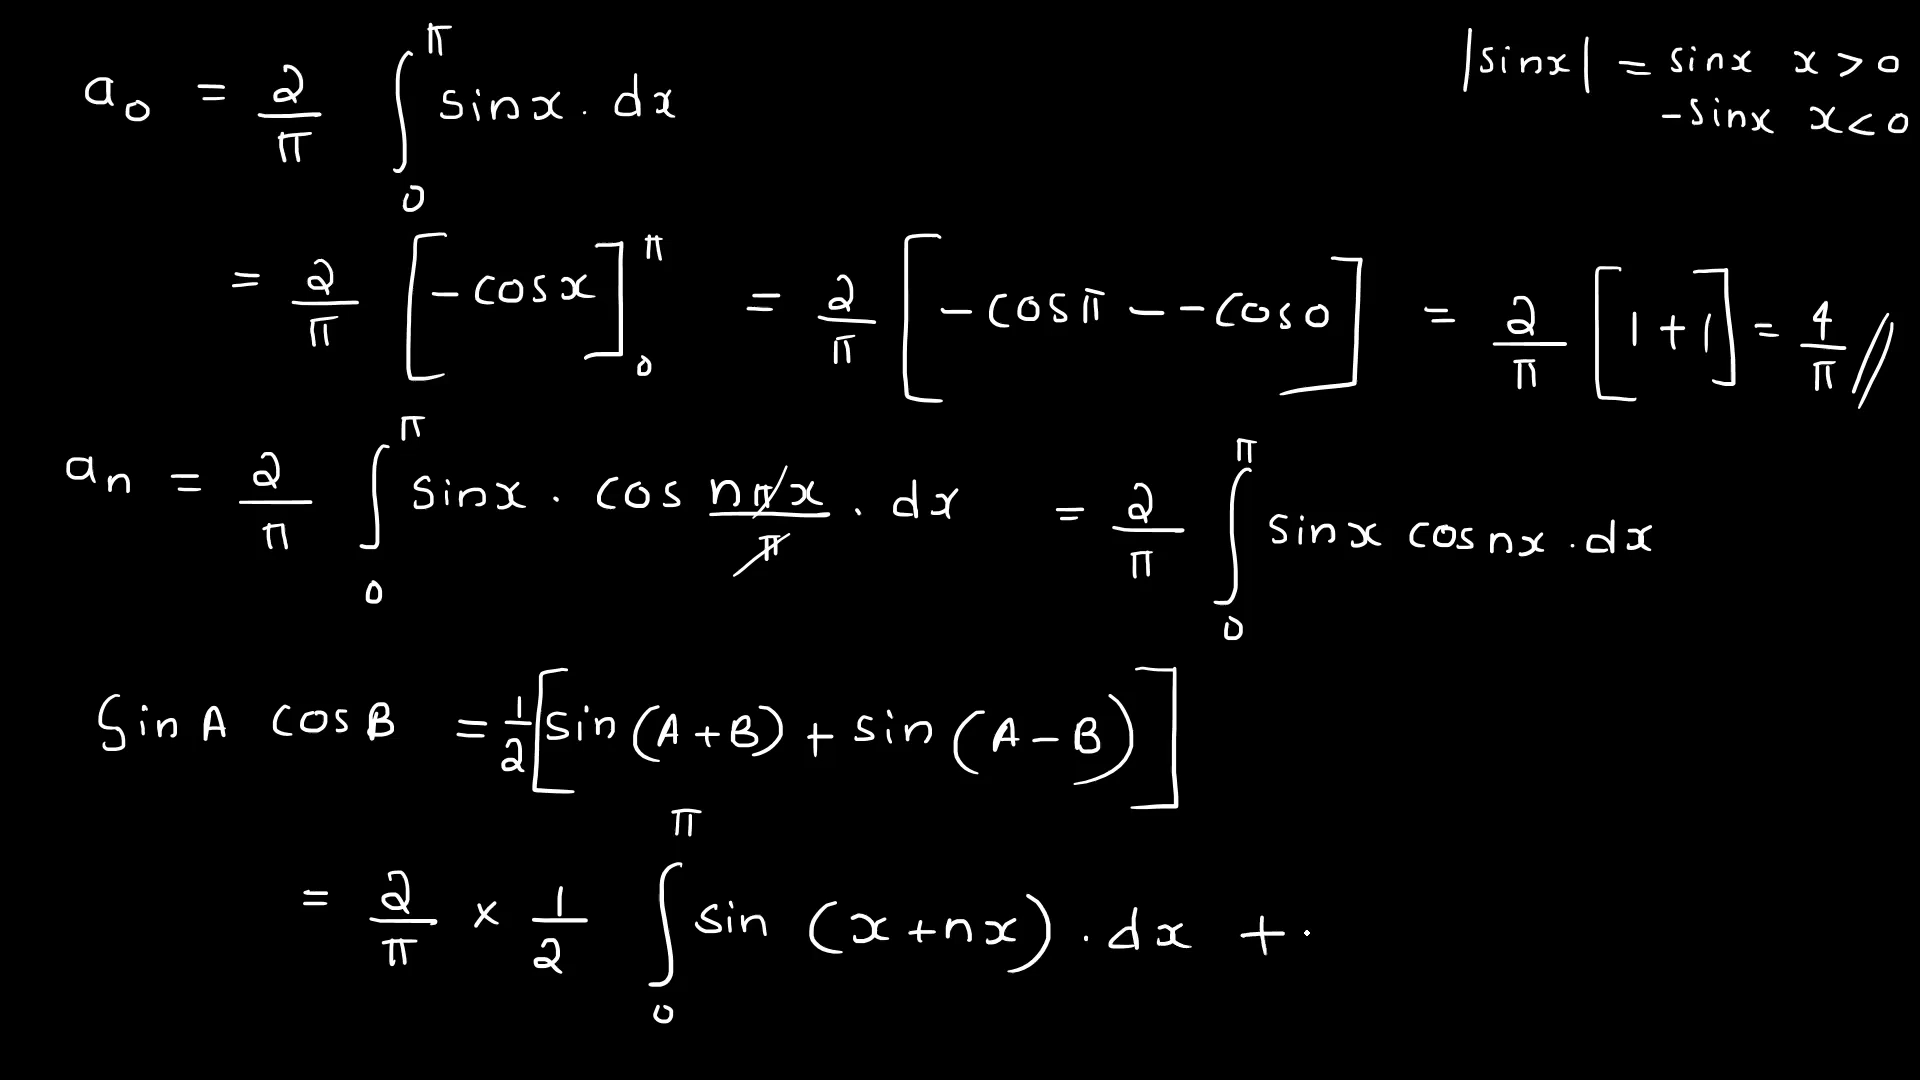 a₀ = 2/π ∫₀^π sinx . dx
|sinx| = sinx x > 0
-sinx x < 0
= 2/π [-cosx]₀^π = 2/π [-cosπ - -cos0] = 2/π [1+1] = 4/π //
aₙ = 2/π ∫₀^π sinx . cos nπx/π . dx = 2/π ∫₀^π sinx cosnx . dx
SinA cosB = 1/2 [sin(A+B) + sin(A-B)]
= 2/π × 1/2 ∫₀^π sin(x+nx) . dx +